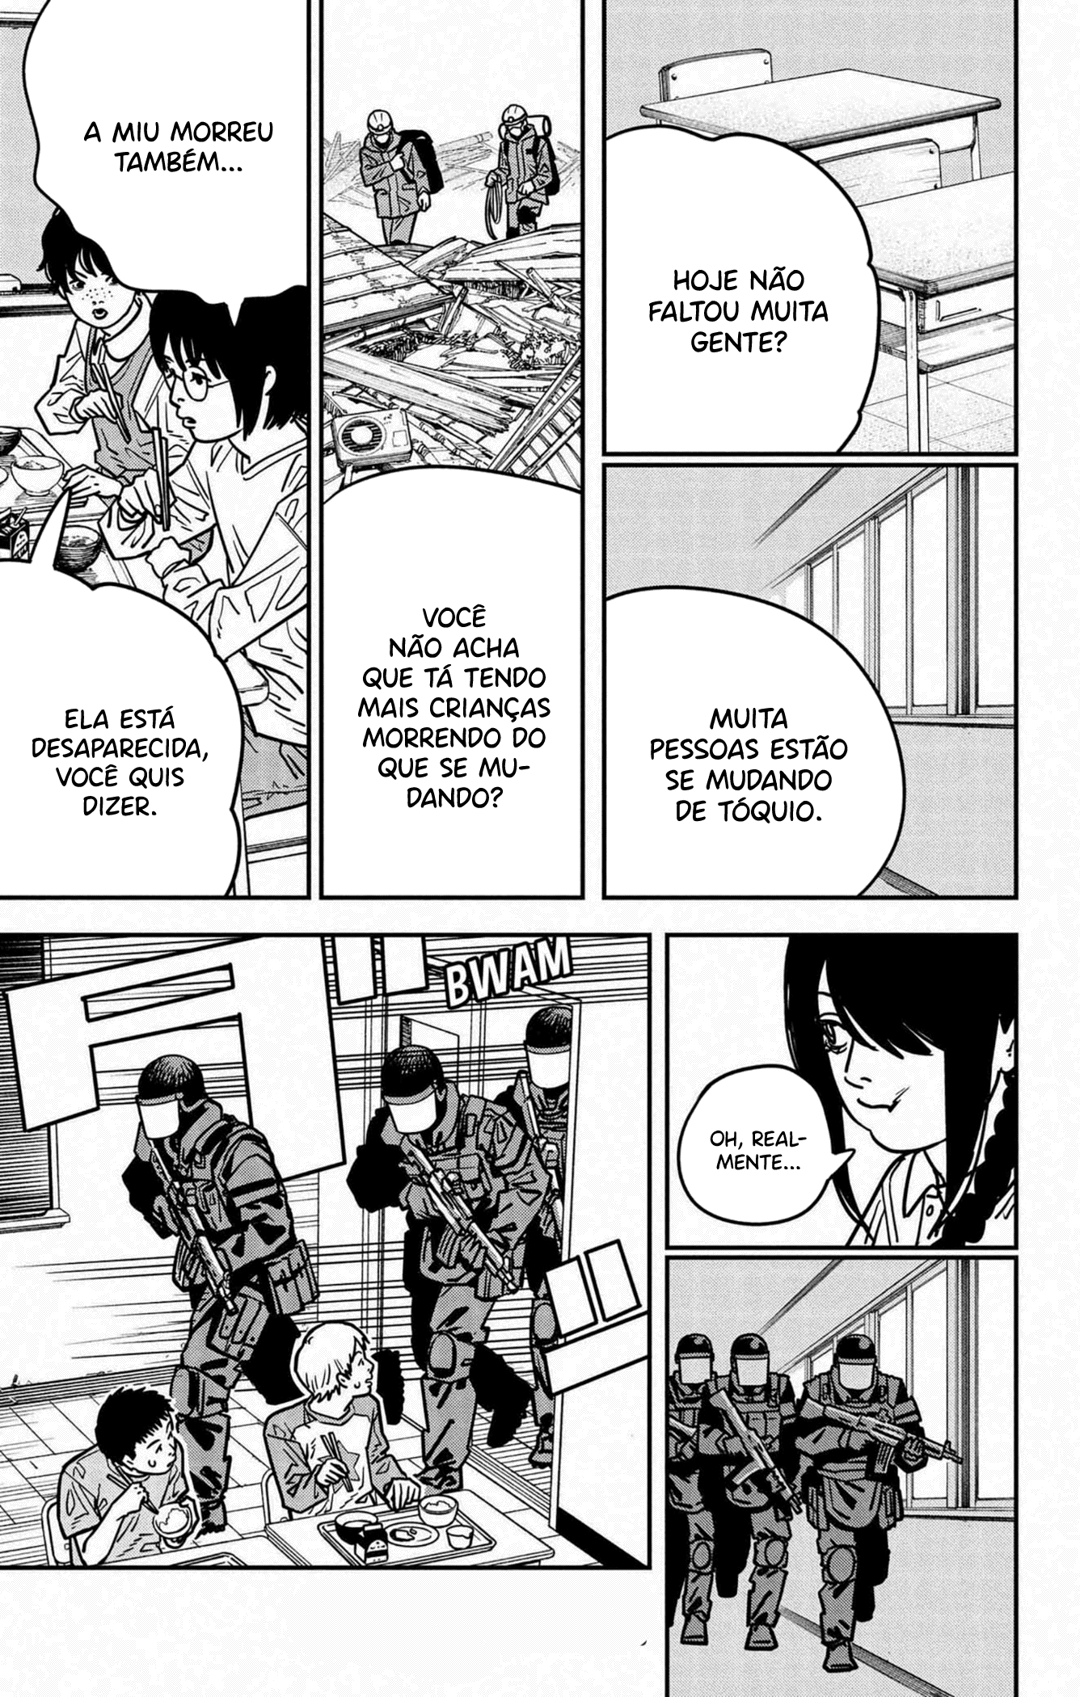 HOJE NÃO
FALTOU MUITA
GENTE?
MUITA
PESSOAS ESTÃO
SE MUDANDO
DE TÓQUIO.
VOCÊ
NÃO ACHA
QUE TÁ TENDO
MAIS CRIANÇAS
MORRENDO DO
QUE SE MU-
DANDO?
A MIU MORREU
TAMBÉM...
ELA ESTÁ
DESAPARECIDA,
VOCÊ QUIS
DIZER.
OH, REAL-
MENTE...
BWAM